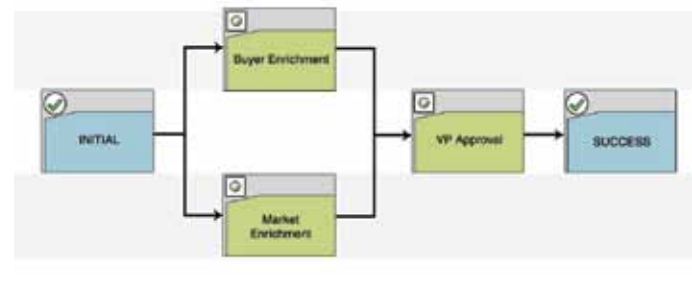 Buyer Enrichment
INITIAL
VP Approval
SUCCESS
Market
Enrichment